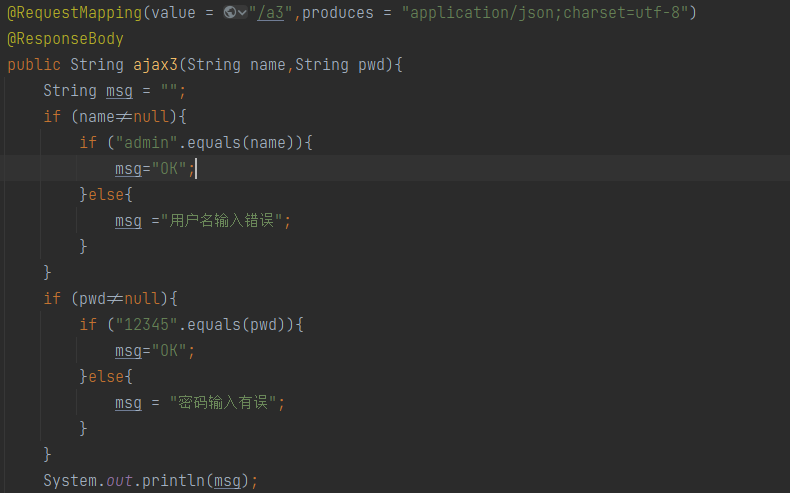 @RequestMapping(value = "/a3",produces = "application/json;charset=utf-8")
@ResponseBody
public String ajax3(String name,String pwd){
    String msg = "";
    if (name≠null){
        if ("admin".equals(name)){
            msg="OK";
        }else{
            msg ="用户名输入错误";
        }
    }
    if (pwd≠null){
        if ("12345".equals(pwd)){
            msg="OK";
        }else{
            msg = "密码输入有误";
        }
    }
    System.out.println(msg);